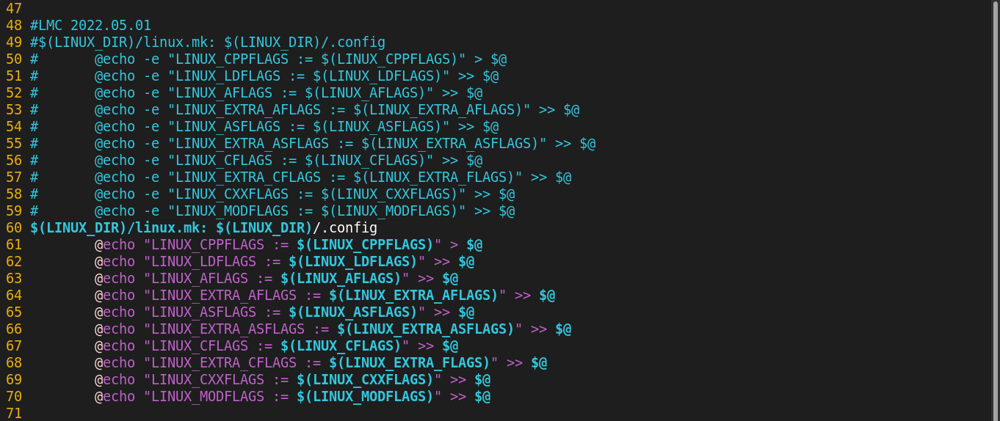 47
48 #LMC 2022.05.01
49 #$(LINUX_DIR)/linux.mk: $(LINUX_DIR)/.config
50 #       @echo -e "LINUX_CPPFLAGS := $(LINUX_CPPFLAGS)" > $@
51 #       @echo -e "LINUX_LDFLAGS := $(LINUX_LDFLAGS)" >> $@
52 #       @echo -e "LINUX_AFLAGS := $(LINUX_AFLAGS)" >> $@
53 #       @echo -e "LINUX_EXTRA_AFLAGS := $(LINUX_EXTRA_AFLAGS)" >> $@
54 #       @echo -e "LINUX_ASFLAGS := $(LINUX_ASFLAGS)" >> $@
55 #       @echo -e "LINUX_EXTRA_ASFLAGS := $(LINUX_EXTRA_ASFLAGS)" >> $@
56 #       @echo -e "LINUX_CFLAGS := $(LINUX_CFLAGS)" >> $@
57 #       @echo -e "LINUX_EXTRA_CFLAGS := $(LINUX_EXTRA_FLAGS)" >> $@
58 #       @echo -e "LINUX_CXXFLAGS := $(LINUX_CXXFLAGS)" >> $@
59 #       @echo -e "LINUX_MODFLAGS := $(LINUX_MODFLAGS)" >> $@
60 $(LINUX_DIR)/linux.mk: $(LINUX_DIR)/.config
61         @echo "LINUX_CPPFLAGS := $(LINUX_CPPFLAGS)" > $@
62         @echo "LINUX_LDFLAGS := $(LINUX_LDFLAGS)" >> $@
63         @echo "LINUX_AFLAGS := $(LINUX_AFLAGS)" >> $@
64         @echo "LINUX_EXTRA_AFLAGS := $(LINUX_EXTRA_AFLAGS)" >> $@
65         @echo "LINUX_ASFLAGS := $(LINUX_ASFLAGS)" >> $@
66         @echo "LINUX_EXTRA_ASFLAGS := $(LINUX_EXTRA_ASFLAGS)" >> $@
67         @echo "LINUX_CFLAGS := $(LINUX_CFLAGS)" >> $@
68         @echo "LINUX_EXTRA_CFLAGS := $(LINUX_EXTRA_FLAGS)" >> $@
69         @echo "LINUX_CXXFLAGS := $(LINUX_CXXFLAGS)" >> $@
70         @echo "LINUX_MODFLAGS := $(LINUX_MODFLAGS)" >> $@
71